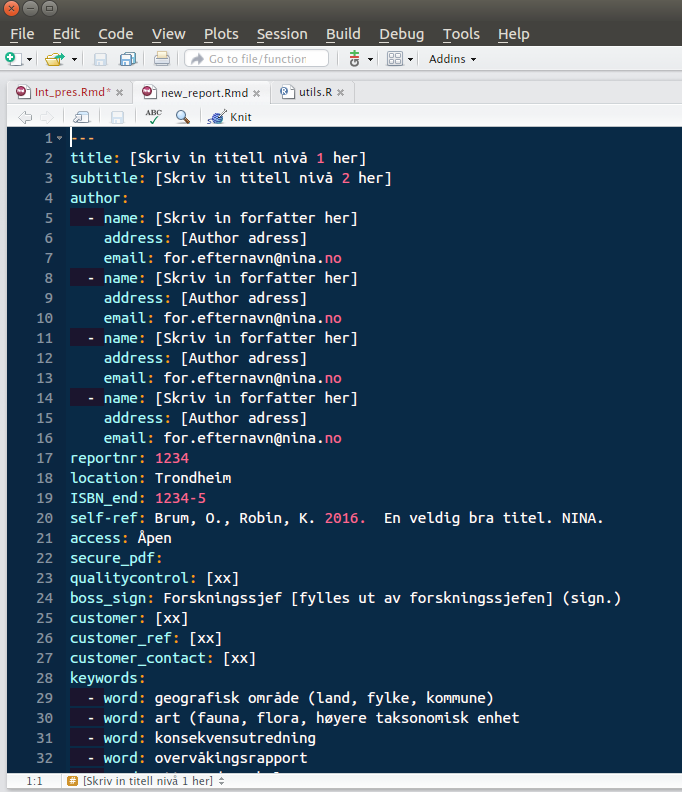 File Edit Code View Plots Session Build Debug Tools Help
Go to file/function Addins
Int_pres.Rmd* new_report.Rmd utils.R
ABC Knit
1 ---
2 title: [Skriv in titell nivå 1 her]
3 subtitle: [Skriv in titell nivå 2 her]
4 author:
5 - name: [Skriv in forfatter her]
6 address: [Author adress]
7 email: for.efternavn@nina.no
8 - name: [Skriv in forfatter her]
9 address: [Author adress]
10 email: for.efternavn@nina.no
11 - name: [Skriv in forfatter her]
12 address: [Author adress]
13 email: for.efternavn@nina.no
14 - name: [Skriv in forfatter her]
15 address: [Author adress]
16 email: for.efternavn@nina.no
17 reportnr: 1234
18 location: Trondheim
19 ISBN_end: 1234-5
20 self-ref: Brum, O., Robin, K. 2016. En veldig bra titel. NINA.
21 access: Åpen
22 secure_pdf:
23 qualitycontrol: [xx]
24 boss_sign: Forskningssjef [fylles ut av forskningssjefen] (sign.)
25 customer: [xx]
26 customer_ref: [xx]
27 customer_contact: [xx]
28 keywords:
29 - word: geografisk område (land, fylke, kommune)
30 - word: art (fauna, flora, høyere taksonomisk enhet
31 - word: konsekvensutredning
32 - word: overvåkingsrapport
1:1 # [Skriv in titell nivå 1 her]